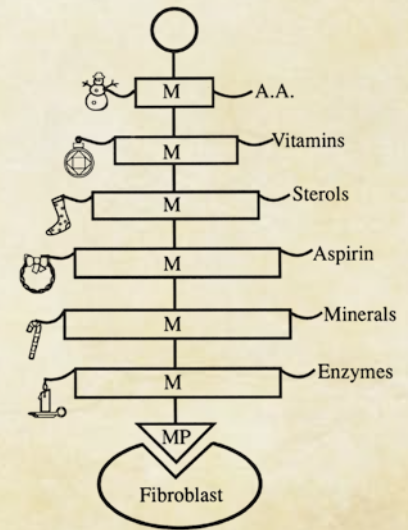 M
A.A.
M
Vitamins
M
Sterols
M
Aspirin
M
Minerals
M
Enzymes
MP
Fibroblast